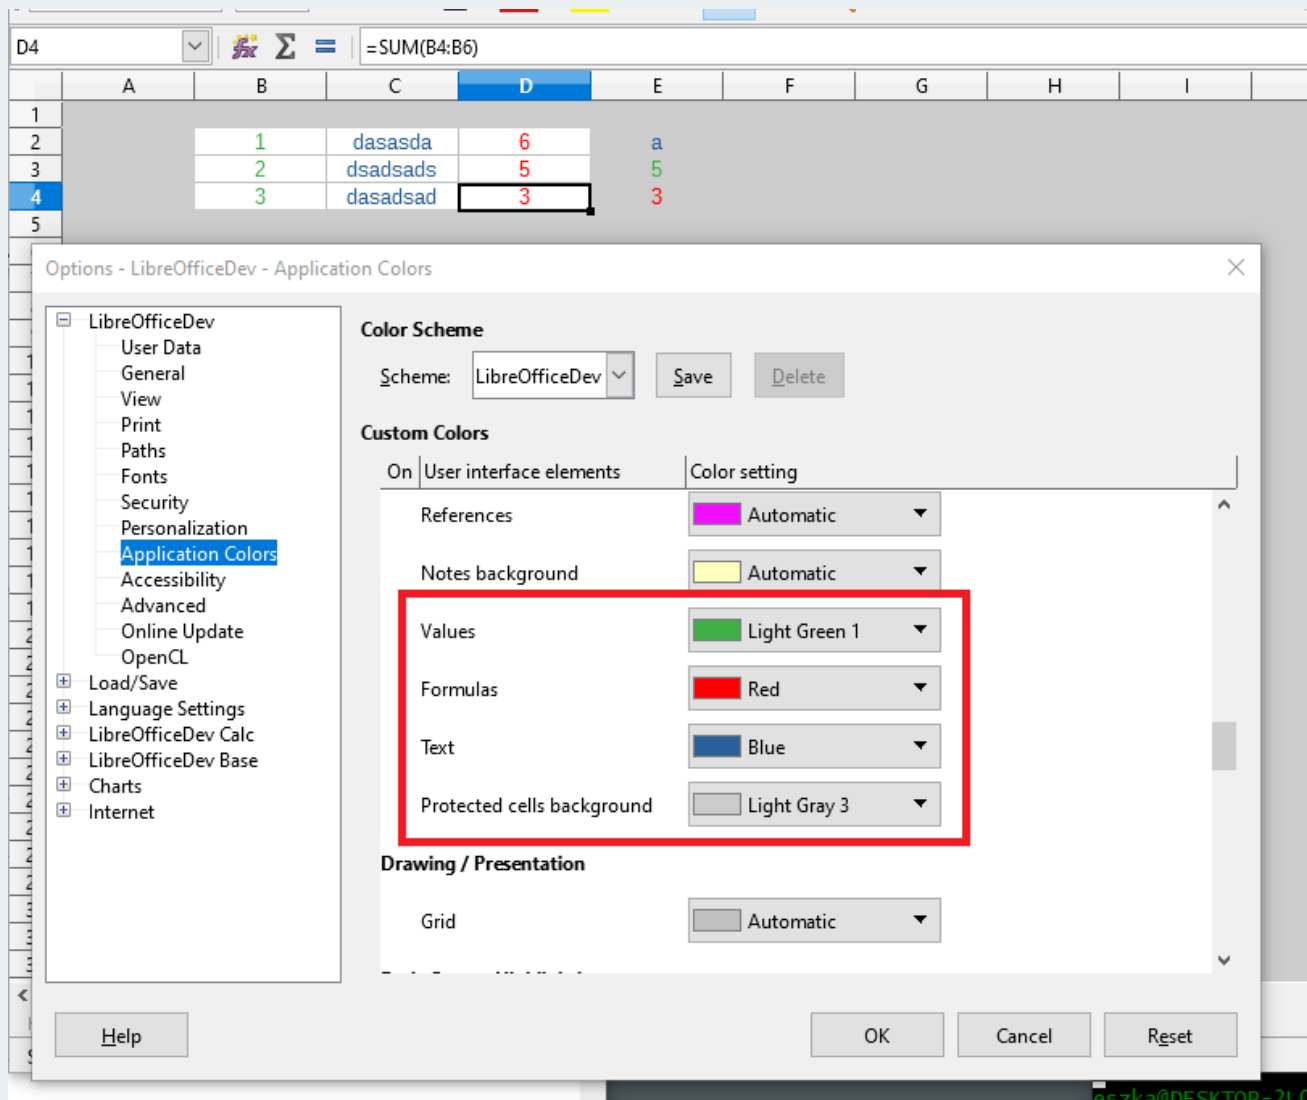 D4 =SUM(B4:B6)
A B C D E F G H I
1
2 1 dasasda 6 a
3 2 dsadsads 5 5
4 3 dasadsad 3 3
5
Options - LibreOfficeDev - Application Colors
LibreOfficeDev
User Data
General
View
Print
Paths
Fonts
Security
Personalization
Application Colors
Accessibility
Advanced
Online Update
OpenCL
Load/Save
Language Settings
LibreOfficeDev Calc
LibreOfficeDev Base
Charts
Internet
Color Scheme
Scheme: LibreOfficeDev Save Delete
Custom Colors
On User interface elements Color setting
References Automatic
Notes background Automatic
Values Light Green 1
Formulas Red
Text Blue
Protected cells background Light Gray 3
Drawing / Presentation
Grid Automatic
Help OK Cancel Reset